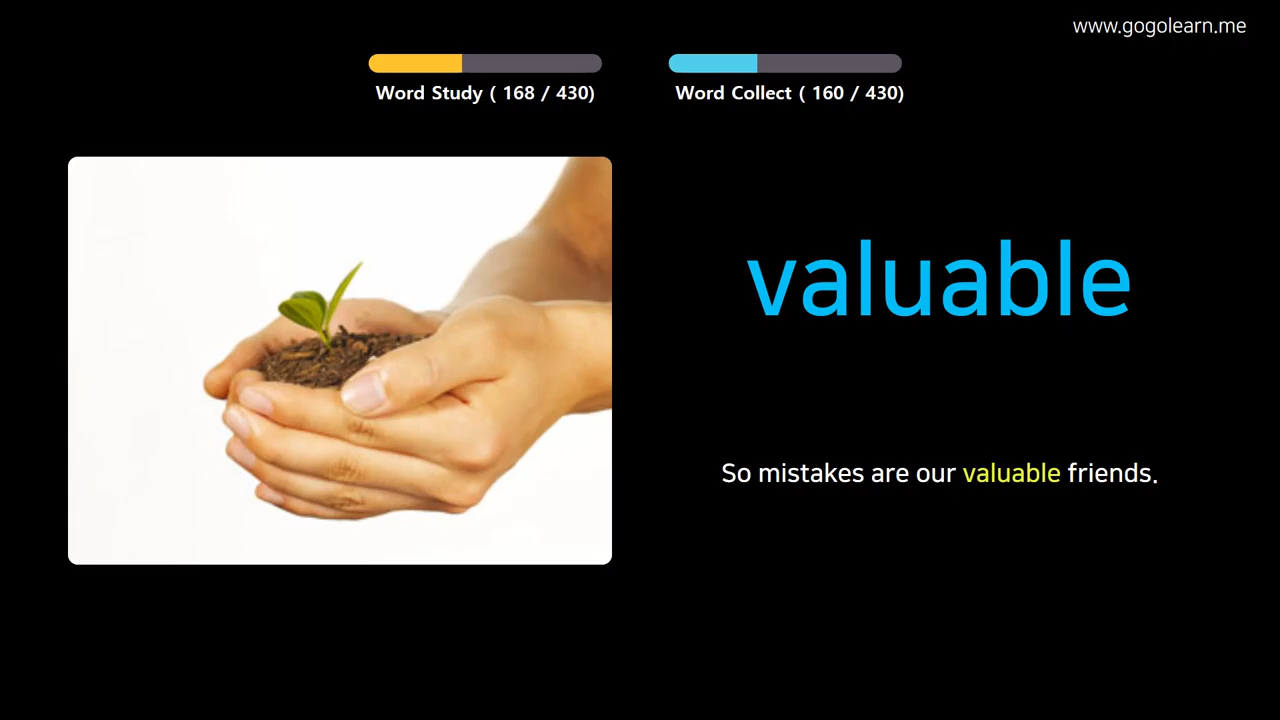 www.gogolearn.me
Word Study ( 168 / 430)
Word Collect ( 160 / 430)
valuable
So mistakes are our valuable friends.